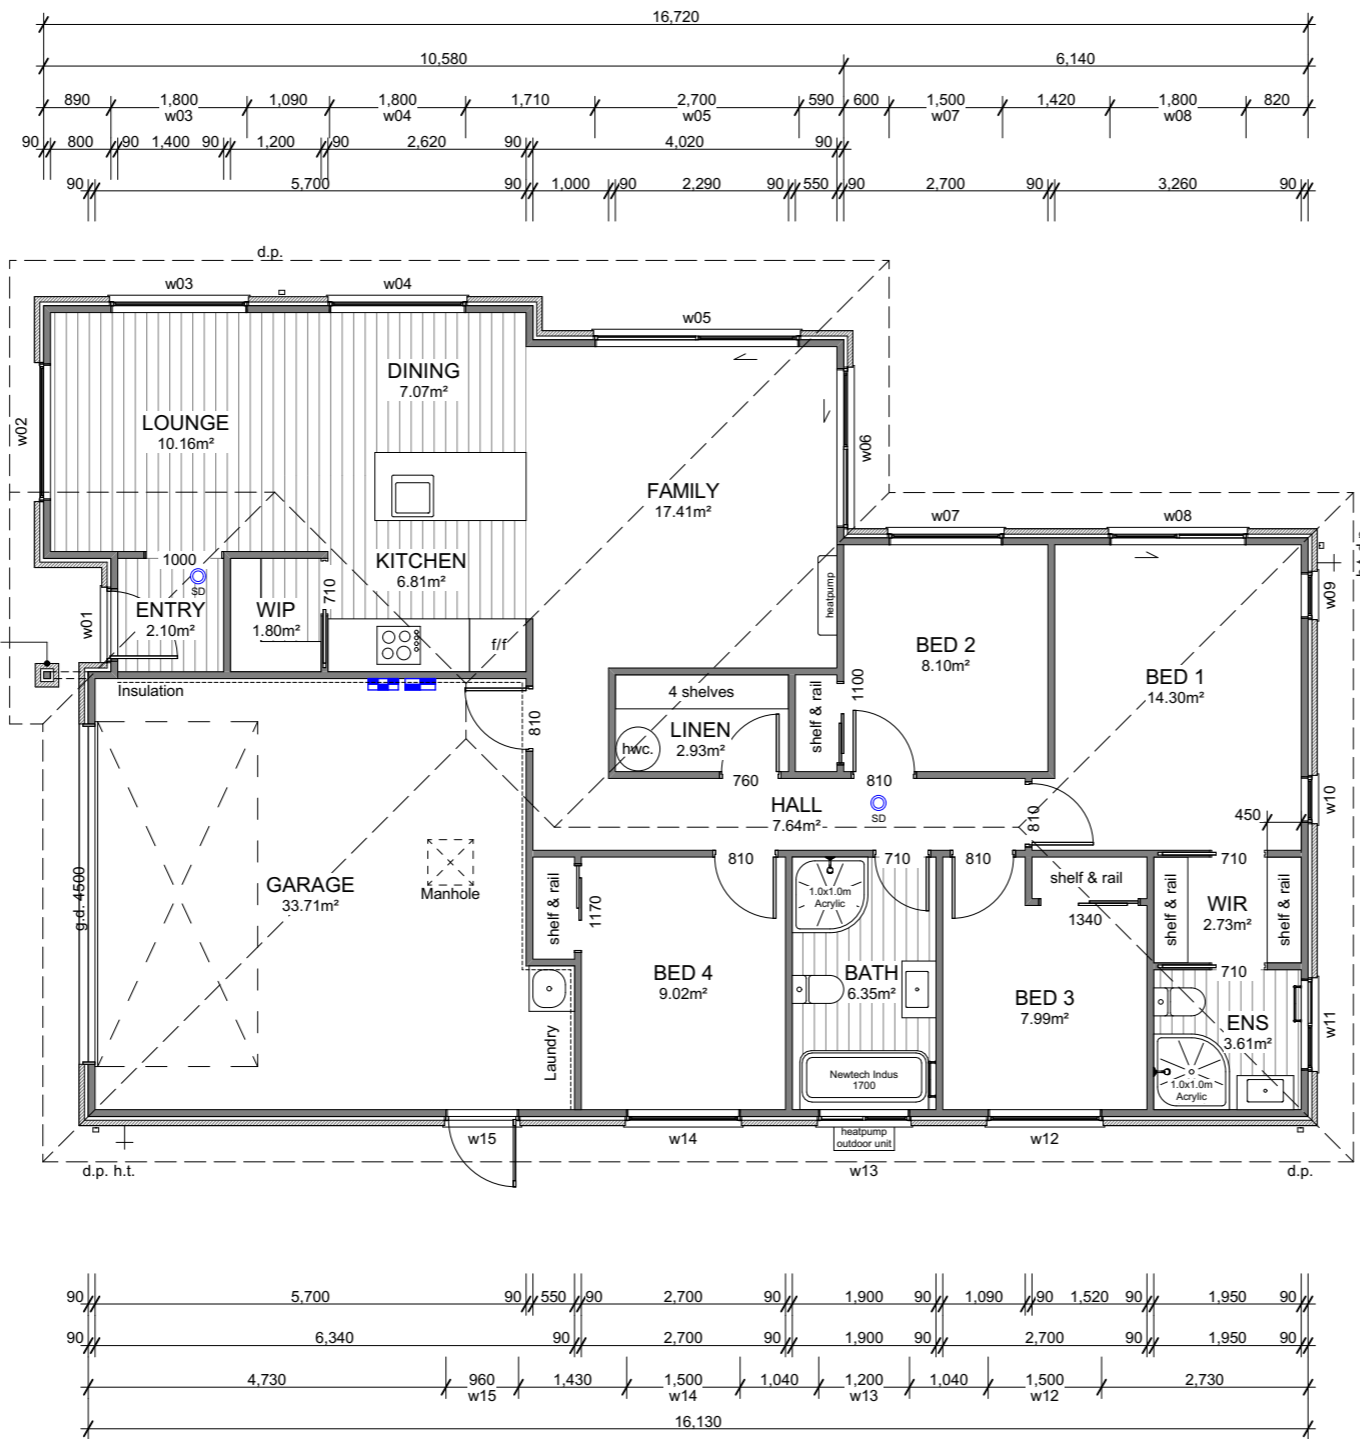 16,720
10,580 6,140
890 1,800 1,090 1,800 1,710 2,700 590 600 1,500 1,420 1,800 820
w03 w04 w05 w07 w08
90 800 90 1,400 90 1,200 90 2,620 90 4,020 90
90 5,700 90 1,000 90 2,290 90 550 90 2,700 90 3,260 90
d.p.
w03 w04
w05
w02
DINING
7.07m²
LOUNGE
10.16m²
w06
FAMILY
17.41m²
w07 w08
1000
SD
KITCHEN
6.81m²
710
heatpump
w09
w01
ENTRY
2.10m²
WIP
1.80m²
f/f
BED 2
8.10m²
BED 1
14.30m²
Insulation
810
4 shelves
LINEN
2.93m²
hwc.
shelf & rail
1100
760 810
HALL
7.64m²
SD
810
450
w10
g.d. 4500
GARAGE
33.71m²
Manhole
810 710 810 710
shelf & rail
1170
1.0x1.0m
Acrylic
shelf & rail
1340
shelf & rail
WIR
2.73m²
shelf & rail
BED 4
9.02m²
BATH
6.35m²
710
BED 3
7.99m²
ENS
3.61m²
w11
Laundry
Newtech Indus
1700
1.0x1.0m
Acrylic
w15 w14
heatpump
outdoor unit
w12
d.p. h.t. w13 d.p.
90 5,700 90 550 90 2,700 90 1,900 90 1,090 90 1,520 90 1,950 90
90 6,340 90 2,700 90 1,900 90 2,700 90 1,950 90
4,730 960 1,430 1,500 1,040 1,200 1,040 1,500 2,730
w15 w14 w13 w12
16,130